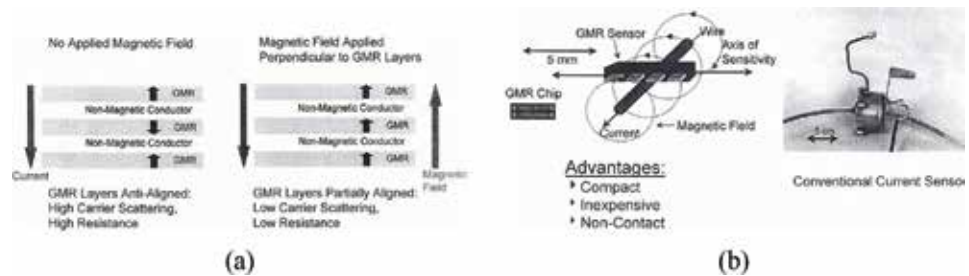 No Applied Magnetic Field
Magnetic Field Applied
Perpendicular to GMR Layers
GMR
Non-Magnetic Conductor
GMR
Non-Magnetic Conductor
GMR
Current
GMR Layers Anti-Aligned:
High Carrier Scattering,
High Resistance
GMR
Non-Magnetic Conductor
GMR
Non-Magnetic Conductor
GMR
Magnetic
Field
GMR Layers Partially Aligned:
Low Carrier Scattering,
Low Resistance
(a)
GMR Sensor
Wire
Axis of
Sensitivity
5 mm
GMR Chip
Current
Magnetic Field
Advantages:
Compact
Inexpensive
Non-Contact
Conventional Current Sensor
(b)